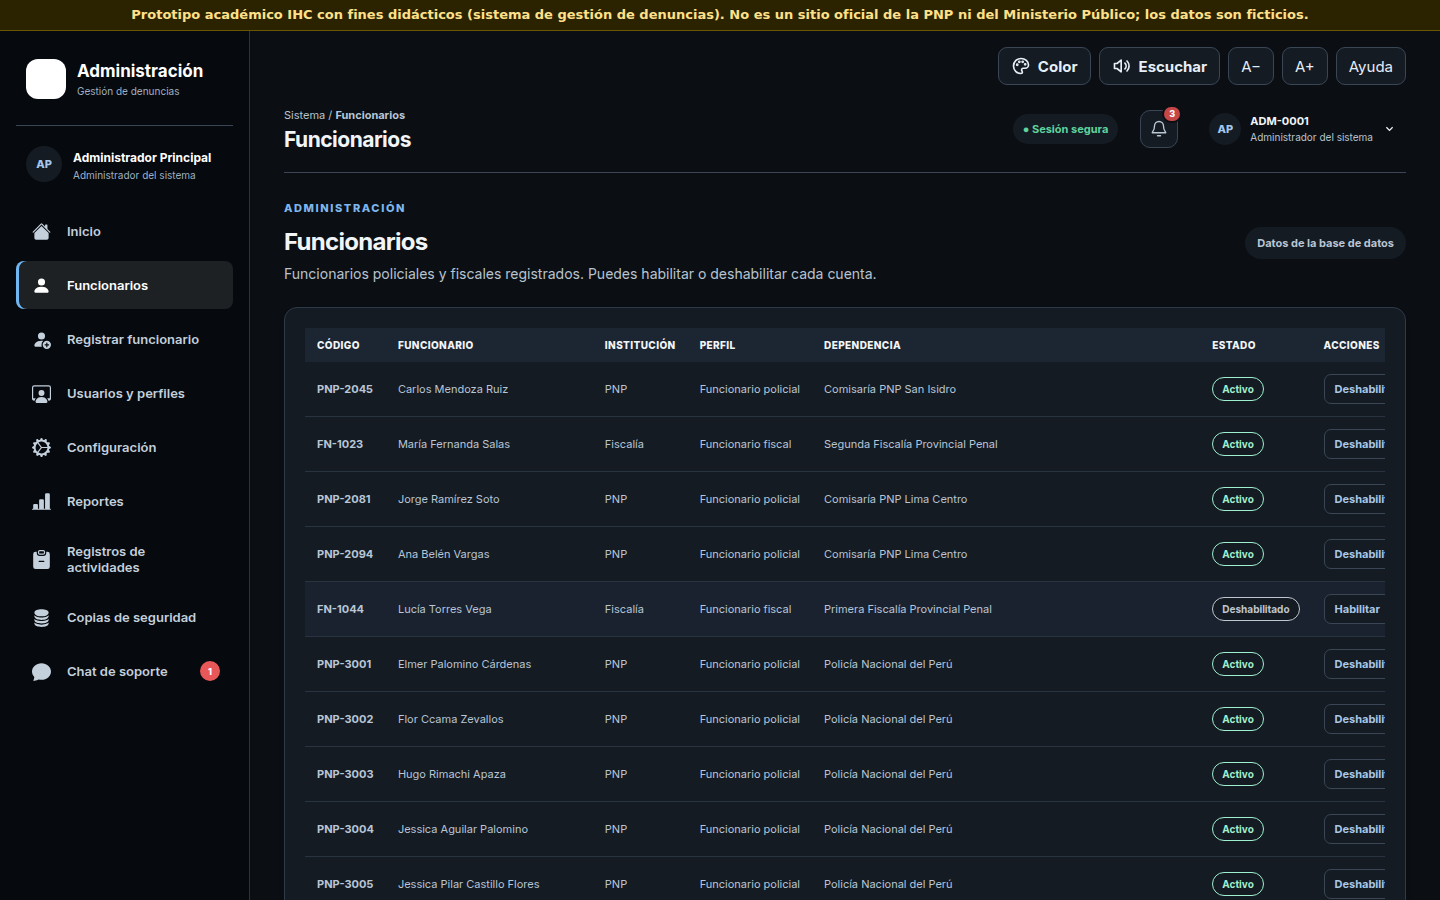 Prototipo académico IHC con fines didácticos (sistema de gestión de denuncias). No es un sitio oficial de la PNP ni del Ministerio Público; los datos son ficticios.
Administración
Gestión de denuncias
AP
Administrador Principal
Administrador del sistema
Inicio
Funcionarios
Registrar funcionario
Usuarios y perfiles
Configuración
Reportes
Registros de
actividades
Copias de seguridad
Chat de soporte 1
Color Escuchar A− A+ Ayuda
Sistema / Funcionarios
Funcionarios
● Sesión segura
3
AP
ADM-0001
Administrador del sistema
ADMINISTRACIÓN
Funcionarios
Funcionarios policiales y fiscales registrados. Puedes habilitar o deshabilitar cada cuenta.
Datos de la base de datos
CÓDIGO FUNCIONARIO INSTITUCIÓN PERFIL DEPENDENCIA ESTADO ACCIONES
PNP-2045 Carlos Mendoza Ruiz PNP Funcionario policial Comisaría PNP San Isidro Activo Deshabili
FN-1023 María Fernanda Salas Fiscalía Funcionario fiscal Segunda Fiscalía Provincial Penal Activo Deshabili
PNP-2081 Jorge Ramírez Soto PNP Funcionario policial Comisaría PNP Lima Centro Activo Deshabili
PNP-2094 Ana Belén Vargas PNP Funcionario policial Comisaría PNP Lima Centro Activo Deshabili
FN-1044 Lucía Torres Vega Fiscalía Funcionario fiscal Primera Fiscalía Provincial Penal Deshabilitado Habilitar
PNP-3001 Elmer Palomino Cárdenas PNP Funcionario policial Policía Nacional del Perú Activo Deshabili
PNP-3002 Flor Ccama Zevallos PNP Funcionario policial Policía Nacional del Perú Activo Deshabili
PNP-3003 Hugo Rimachi Apaza PNP Funcionario policial Policía Nacional del Perú Activo Deshabili
PNP-3004 Jessica Aguilar Palomino PNP Funcionario policial Policía Nacional del Perú Activo Deshabili
PNP-3005 Jessica Pilar Castillo Flores PNP Funcionario policial Policía Nacional del Perú Activo Deshabili